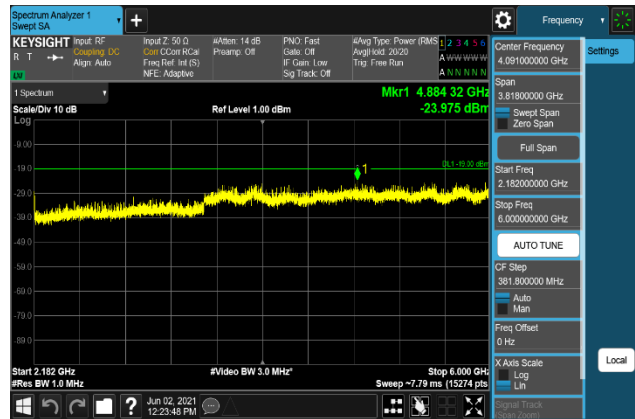 Spectrum Analyzer 1
Swept SA
Frequency
KEYSIGHT
Input: RF
Coupling: DC
Align: Auto
Input Z: 50 Ω
Corr CCorr RCal
Freq Ref: Int (S)
NFE: Adaptive
#Atten: 14 dB
Preamp: Off
PNO: Fast
Gate: Off
IF Gain: Low
Sig Track: Off
#Avg Type: Power (RMS
Avg|Hold: 20/20
Trig: Free Run
1 2 3 4 5 6
A W W W W W
A N N N N N
R T
LW
1 Spectrum
Scale/Div 10 dB
Log
Ref Level 1.00 dBm
Mkr1 4.884 32 GHz
-23.975 dBm
DL1 -19.00 dBm
1
-9.00
-19.0
-29.0
-39.0
-49.0
-59.0
-69.0
-79.0
-89.0
Start 2.182 GHz
#Res BW 1.0 MHz
#Video BW 3.0 MHz*
Stop 6.000 GHz
Sweep ~7.79 ms (15274 pts
Center Frequency
4.091000000 GHz
Span
3.81800000 GHz
Swept Span
Zero Span
Full Span
Start Freq
2.182000000 GHz
Stop Freq
6.000000000 GHz
AUTO TUNE
CF Step
381.800000 MHz
Auto
Man
Freq Offset
0 Hz
X Axis Scale
Log
Lin
Signal Track
(Span Zoom)
Settings
Local
?
Jun 02, 2021
12:23:48 PM